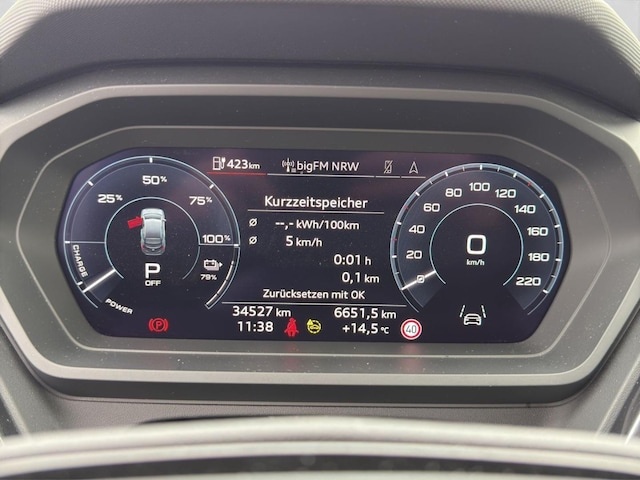 423km bigFM NRW
50%
25% 75%
100%
CHARGE
POWER
P
OFF
79%
Kurzzeitspeicher
Ø --,- kWh/100km
Ø 5 km/h
0:01 h
0,1 km
Zurücksetzen mit OK
34527 km 6651,5 km
11:38 +14,5 °C 40
P
0 20 40 60 80 100 120 140 160 180 200 220
0
km/h